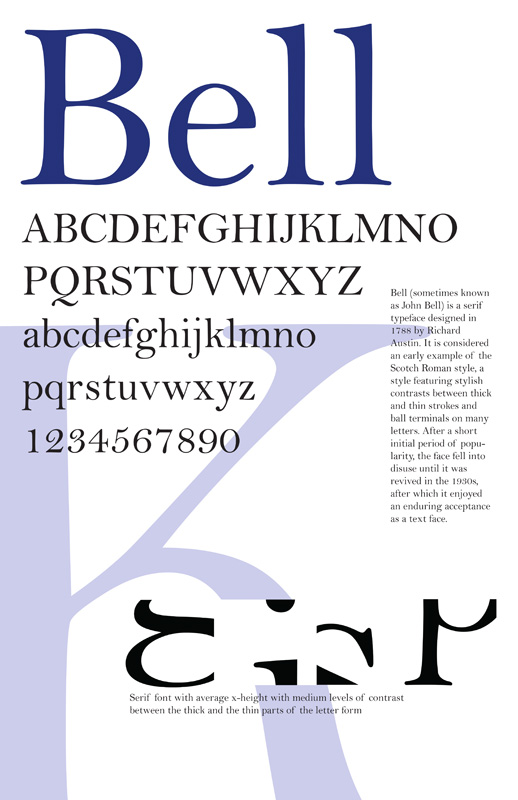 Bell
ABCDEFGHIJKLMNO
PQRSTUVWXYZ
abcdefghijklmno
pqrstuvwxyz
1234567890
Bell (sometimes known
as John Bell) is a serif
typeface designed in
1788 by Richard
Austin. It is considered
an early example of the
Scotch Roman style, a
style featuring stylish
contrasts between thick
and thin strokes and
ball terminals on many
letters. After a short
initial period of popu-
larity, the face fell into
disuse until it was
revived in the 1930s,
after which it enjoyed
an enduring acceptance
as a text face.
K
Serif font with average x-height with medium levels of contrast
between the thick and the thin parts of the letter form